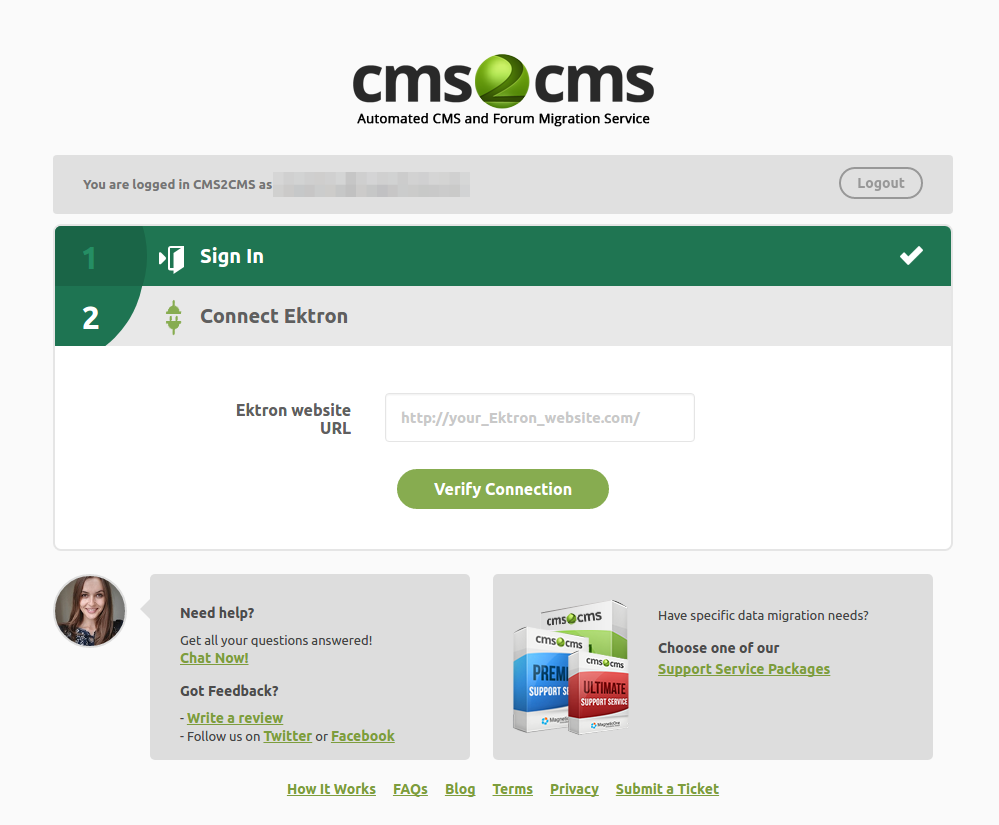 cms2cms
Automated CMS and Forum Migration Service
You are logged in CMS2CMS as
Logout
1 Sign In
2 Connect Ektron
Ektron website
URL
http://your_Ektron_website.com/
Verify Connection
Need help?
Get all your questions answered!
Chat Now!
Got Feedback?
- Write a review
- Follow us on Twitter or Facebook
cms2cms
cms2cms
PREMI
SUPPORT SE
MagneticOne
cms2cms
ULTIMATE
SUPPORT SERVICE
MagneticOne
Have specific data migration needs?
Choose one of our
Support Service Packages
How It Works FAQs Blog Terms Privacy Submit a Ticket